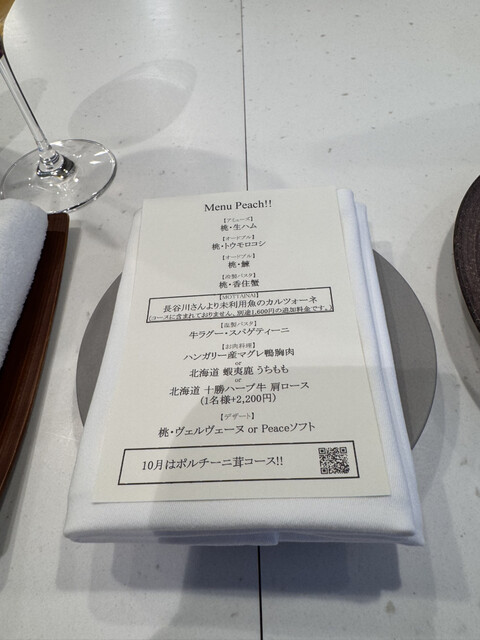 Menu Peach!!
【アミューズ】
桃・生ハム
【オードブル】
桃・トウモロコシ
【オードブル】
桃・鰊
【冷製パスタ】
桃・香住蟹
【MOTTAINAI】
長谷川さんより未利用魚のカルツォーネ
(コースに含まれておりません。別途1,600円の追加料金です。)
【温製パスタ】
牛ラグー・スパゲティーニ
【お肉料理】
ハンガリー産マグレ鴨胸肉
or
北海道 蝦夷鹿 うちもも
or
北海道 十勝ハーブ牛 肩ロース
(1名様+2,200円)
【デザート】
桃・ヴェルヴェーヌ or Peaceソフト
10月はポルチーニ茸コース!!